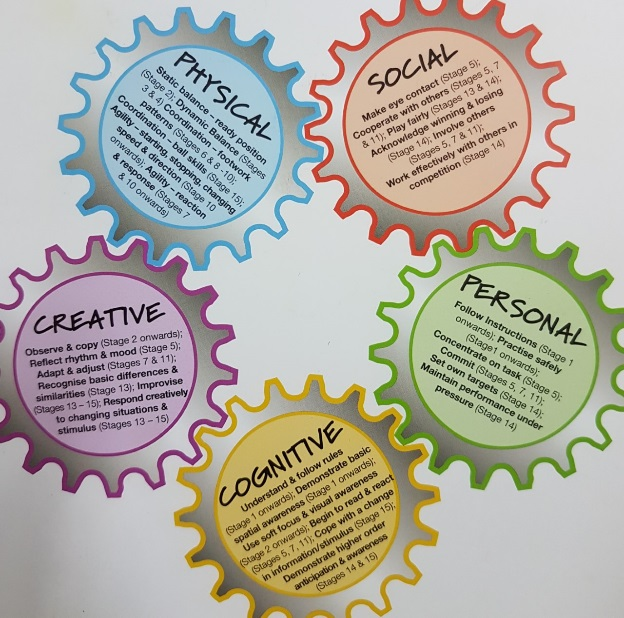 PHYSICAL
Static balance – ready position
(Stage 2); Dynamic Balance (Stages
3 & 4) Coordination – footwork
patterns (Stages 6 & 8 - 10);
Coordination – ball skills (Stage 15);
Agility – starting, stopping, changing
speed & direction (Stage 10
onwards); Agility – reaction
& response (Stages 7
& 10 onwards)
SOCIAL
Make eye contact (Stage 5);
Cooperate with others (Stages 5, 7
& 11); Play fairly (Stages 13 & 14);
Acknowledge winning & losing
(Stage 14); Involve others
(Stages 5, 7 & 11);
Work effectively with others in
competition (Stage 14)
CREATIVE
Observe & copy (Stage 2 onwards);
Reflect rhythm & mood (Stage 5);
Adapt & adjust (Stages 7 & 11);
Recognise basic differences &
similarities (Stage 13); Improvise
(Stages 13 – 15); Respond creatively
to changing situations &
stimulus (Stages 13 – 15)
PERSONAL
Follow Instructions (Stage 1
onwards); Practise safely
(Stage 1 onwards);
Concentrate on task (Stage 5);
Commit (Stages 5, 7, 11);
Set own targets (Stage 14);
Maintain performance under
pressure (Stage 14)
COGNITIVE
Understand & follow rules
(Stage 1 onwards); Demonstrate basic
spatial awareness (Stage 1 onwards);
Use soft focus & visual awareness
(Stage 2 onwards); Begin to read & react
(Stages 5, 7, 11); Cope with a change
in information/stimulus (Stage 15);
Demonstrate higher order
anticipation & awareness
(Stages 14 & 15)